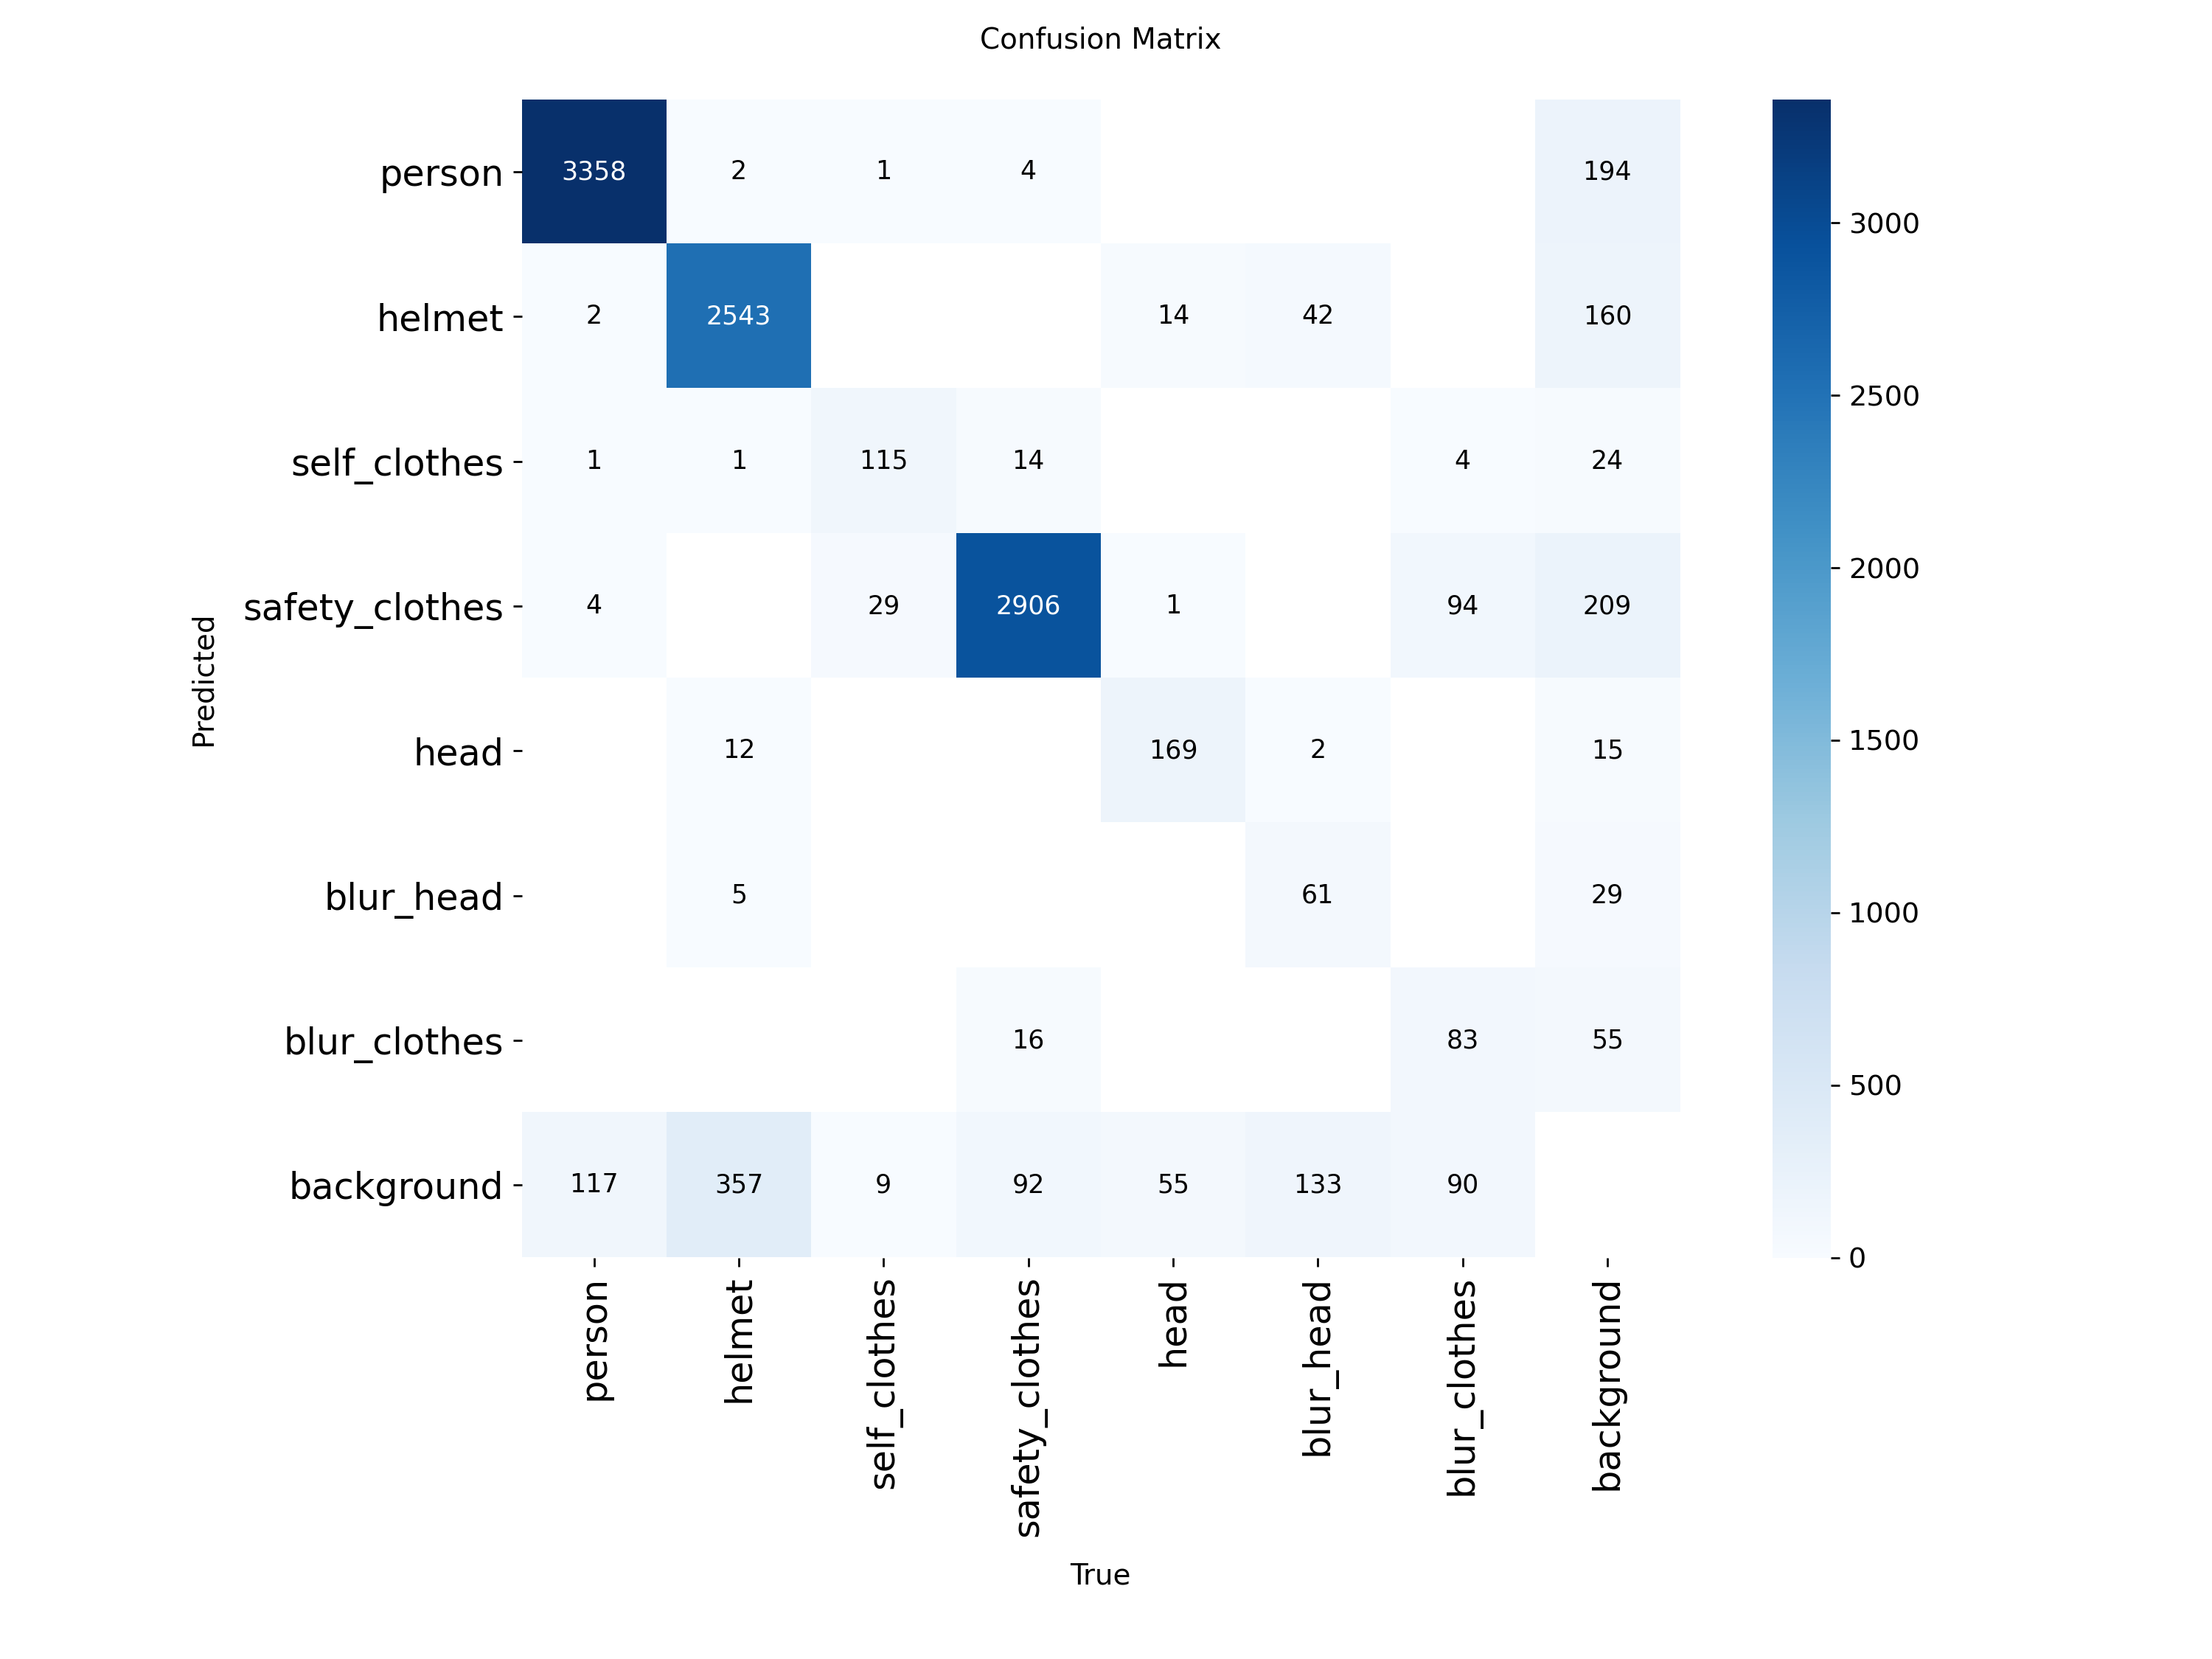 Confusion Matrix
person 3358 2 1 4 194
helmet 2 2543 14 42 160
self_clothes 1 1 115 14 4 24
safety_clothes 4 29 2906 1 94 209
head 12 169 2 15
blur_head 5 61 29
blur_clothes 16 83 55
background 117 357 9 92 55 133 90
person helmet self_clothes safety_clothes head blur_head blur_clothes background
Predicted
True
3000
2500
2000
1500
1000
500
0